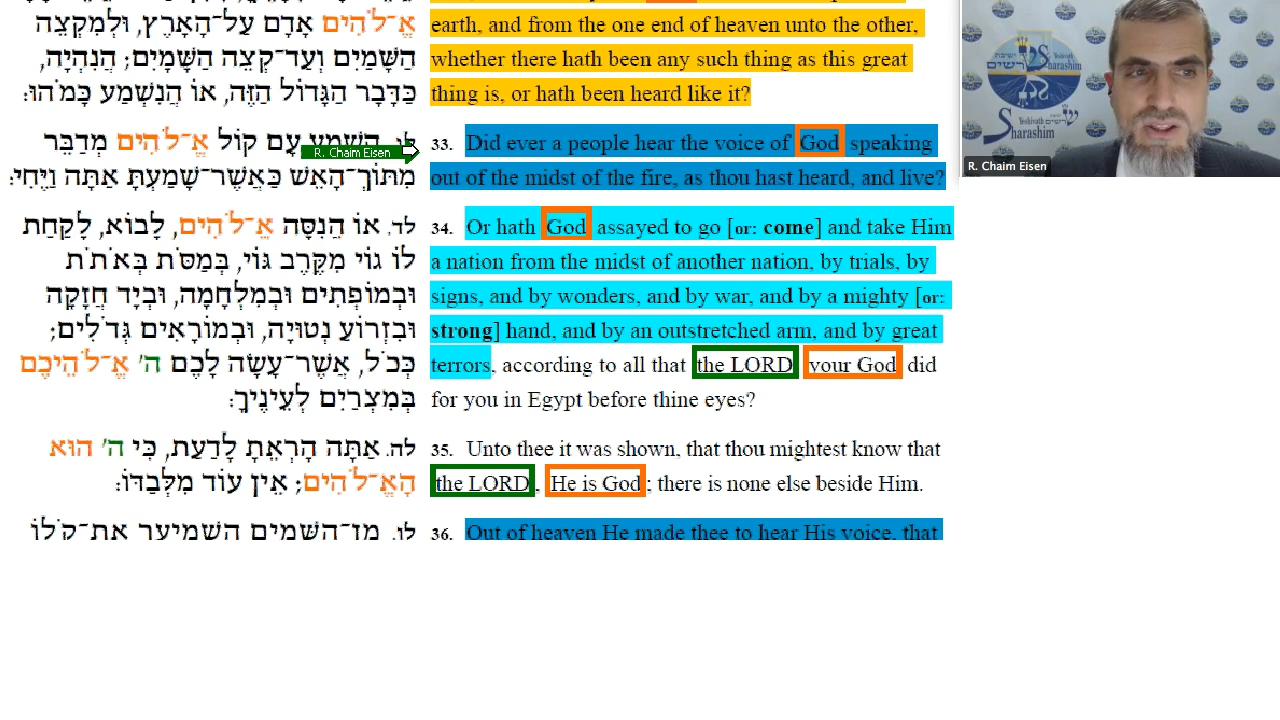 אֱ־לֹהִים אָדָם עַל־הָאָרֶץ, וּלְמִקְצֵה
הַשָּׁמַיִם וְעַד־קְצֵה הַשָּׁמָיִם; הֲנִהְיָה,
כַּדָּבָר הַגָּדוֹל הַזֶּה, אוֹ הֲנִשְׁמַע כָּמֹהוּ:
עָם קוֹל אֱ־לֹהִים מְדַבֵּר
מִתּוֹךְ־הָאֵשׁ כַּאֲשֶׁר־שָׁמַעְתָּ אַתָּה וַיֶּחִי:
לד. אוֹ הֲנִסָּה אֱ־לֹהִים, לָבוֹא, לָקַחַת
לוֹ גוֹי מִקֶּרֶב גּוֹי, בְּמַסֹּת בְּאֹתֹת
וּבְמוֹפְתִים וּבְמִלְחָמָה, וּבְיָד חֲזָקָה
וּבִזְרוֹעַ נְטוּיָה, וּבְמוֹרָאִים גְּדֹלִים;
כְּכֹל, אֲשֶׁר־עָשָׂה לָכֶם ה' אֱ־לֹהֵיכֶם
בְּמִצְרַיִם לְעֵינֶיךָ:
לה. אַתָּה הָרְאֵתָ לָדַעַת, כִּי ה' הוּא
הָאֱ־לֹהִים; אֵין עוֹד מִלְּבַדּוֹ:
לו. מִן־הַשָּׁמַיִם הִשְׁמִיעֲךָ אֶת־קֹלוֹ
earth, and from the one end of heaven unto the other,
whether there hath been any such thing as this great
thing is, or hath been heard like it?
33. Did ever a people hear the voice of God speaking
out of the midst of the fire, as thou hast heard, and live?
34. Or hath God assayed to go [or: come] and take Him
a nation from the midst of another nation, by trials, by
signs, and by wonders, and by war, and by a mighty [or:
strong] hand, and by an outstretched arm, and by great
terrors, according to all that the LORD your God did
for you in Egypt before thine eyes?
35. Unto thee it was shown, that thou mightest know that
the LORD, He is God; there is none else beside Him.
36. Out of heaven He made thee to hear His voice, that
R. Chaim Eisen
ישיבת
שרשים
Yeshivath
Sharashim
Yeshivath
Sharashim
R. Chaim Eisen